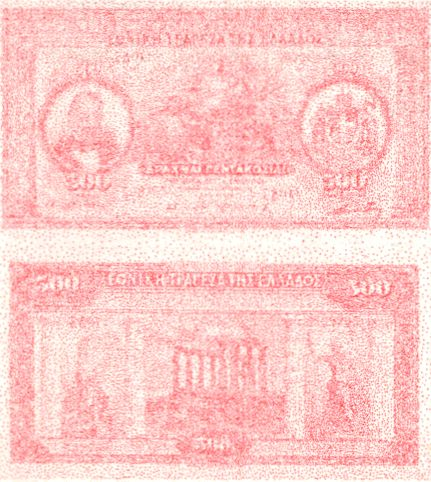 ΕΘΝΙΚΗ ΤΡΑΠΕΖΑ ΤΗΣ ΕΛΛΑΔΟΣ
ΔΡΑΧΜΑΙ ΠΕΝΤΑΚΟΣΙΑΙ
500 500
500 ΕΘΝΙΚΗ ΤΡΑΠΕΖΑ ΤΗΣ ΕΛΛΑΔΟΣ 500
500